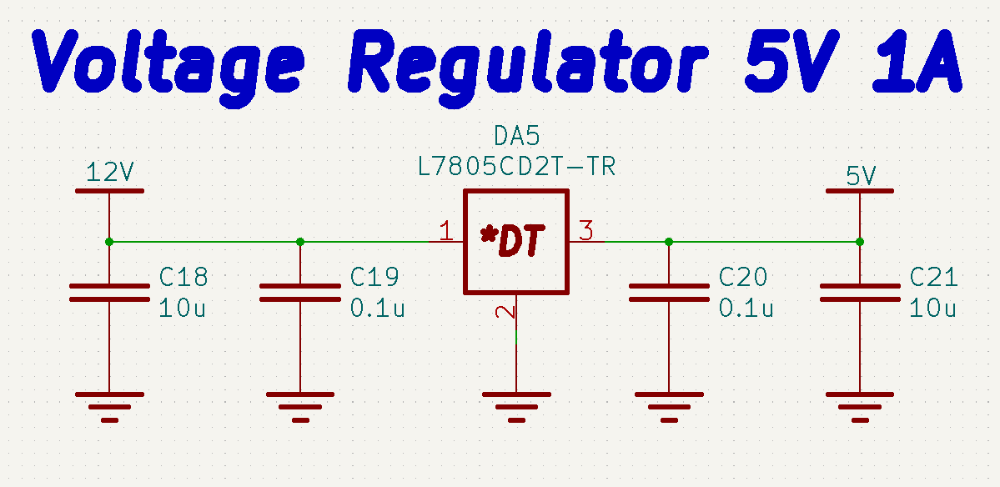 Voltage Regulator 5V 1A
DA5
L7805CD2T-TR
12V
5V
1
*DT
3
C18
10u
C19
0.1u
2
C20
0.1u
C21
10u